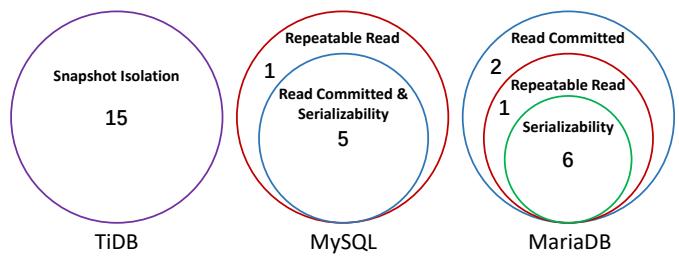 Snapshot Isolation
15
TiDB
Repeatable Read
1
Read Committed &
Serializability
5
MySQL
Read Committed
2
Repeatable Read
1
Serializability
6
MariaDB